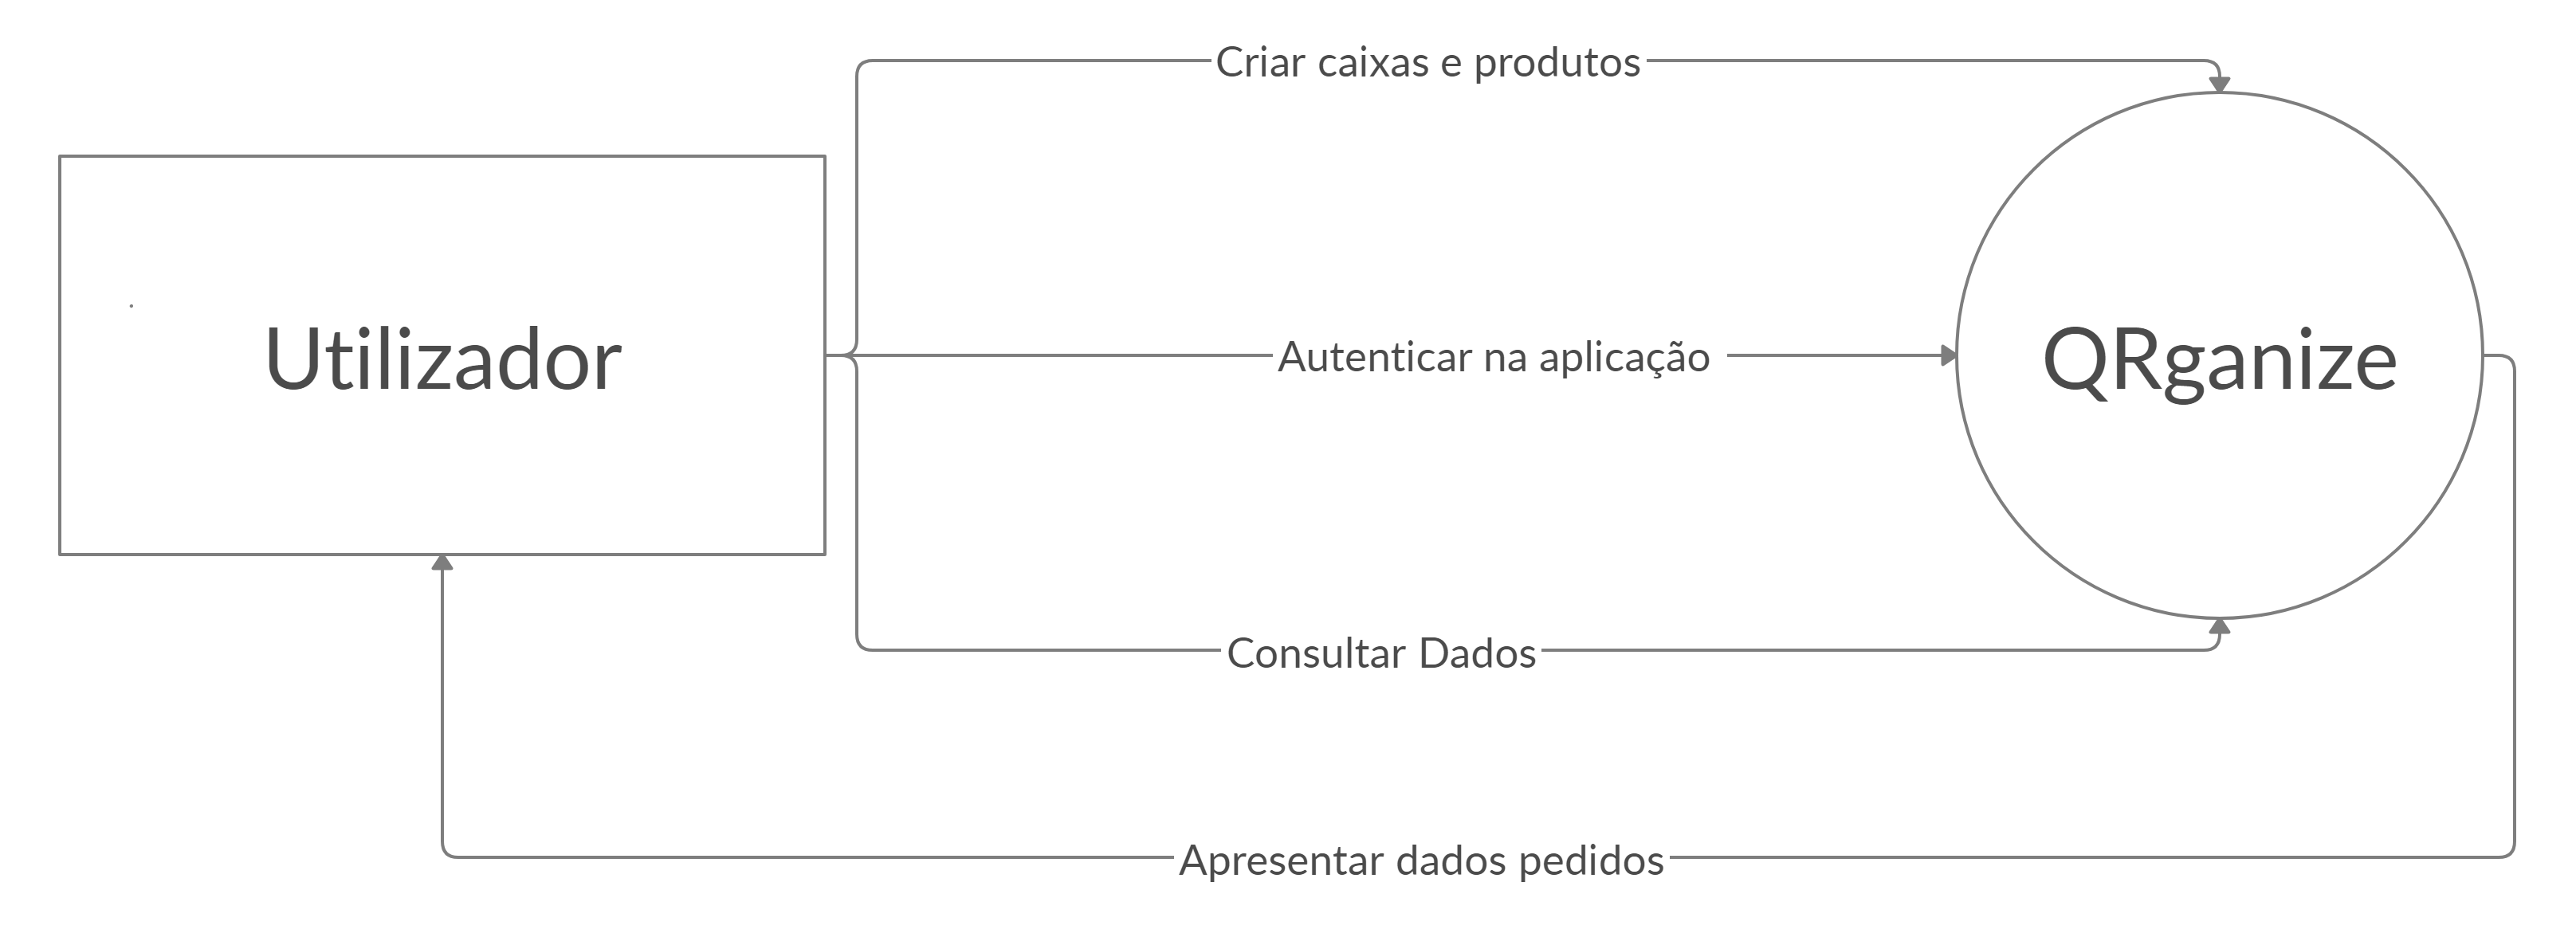 Criar caixas e produtos
Utilizador
Autenticar na aplicação
QRganize
Consultar Dados
Apresentar dados pedidos